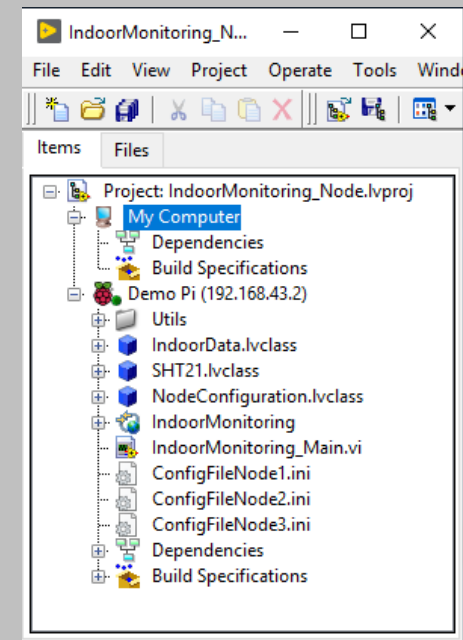 IndoorMonitoring_N...
File Edit View Project Operate Tools Windo
Items Files
Project: IndoorMonitoring_Node.lvproj
My Computer
Dependencies
Build Specifications
Demo Pi (192.168.43.2)
Utils
IndoorData.lvclass
SHT21.lvclass
NodeConfiguration.lvclass
IndoorMonitoring
IndoorMonitoring_Main.vi
ConfigFileNode1.ini
ConfigFileNode2.ini
ConfigFileNode3.ini
Dependencies
Build Specifications